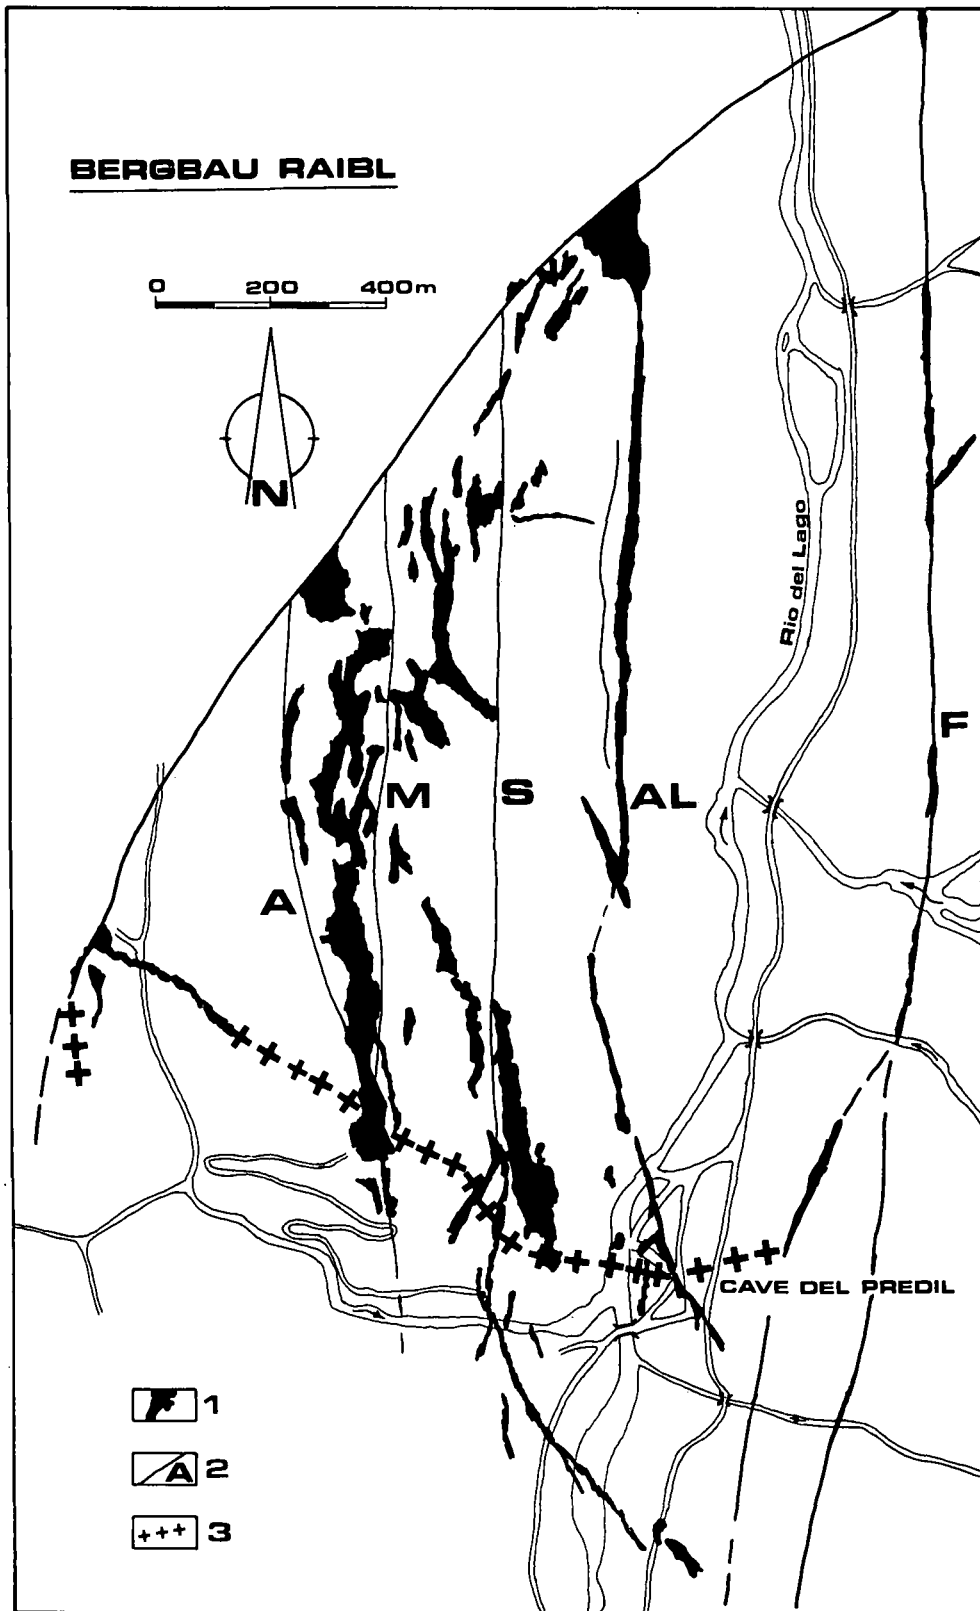 BERGBAU RAIBL
0 200 400m
N
Rio del Lago
F
M
S
AL
A
CAVE DEL PREDIL
1
A 2
+++ 3